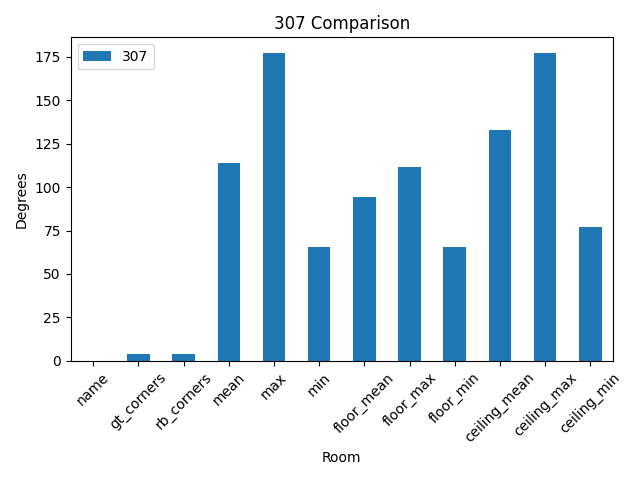 307 Comparison
307
175
150
125
100
75
50
25
0
Degrees
name
gt_corners
rb_corners
mean
max
min
floor_mean
floor_max
floor_min
ceiling_mean
ceiling_max
ceiling_min
Room